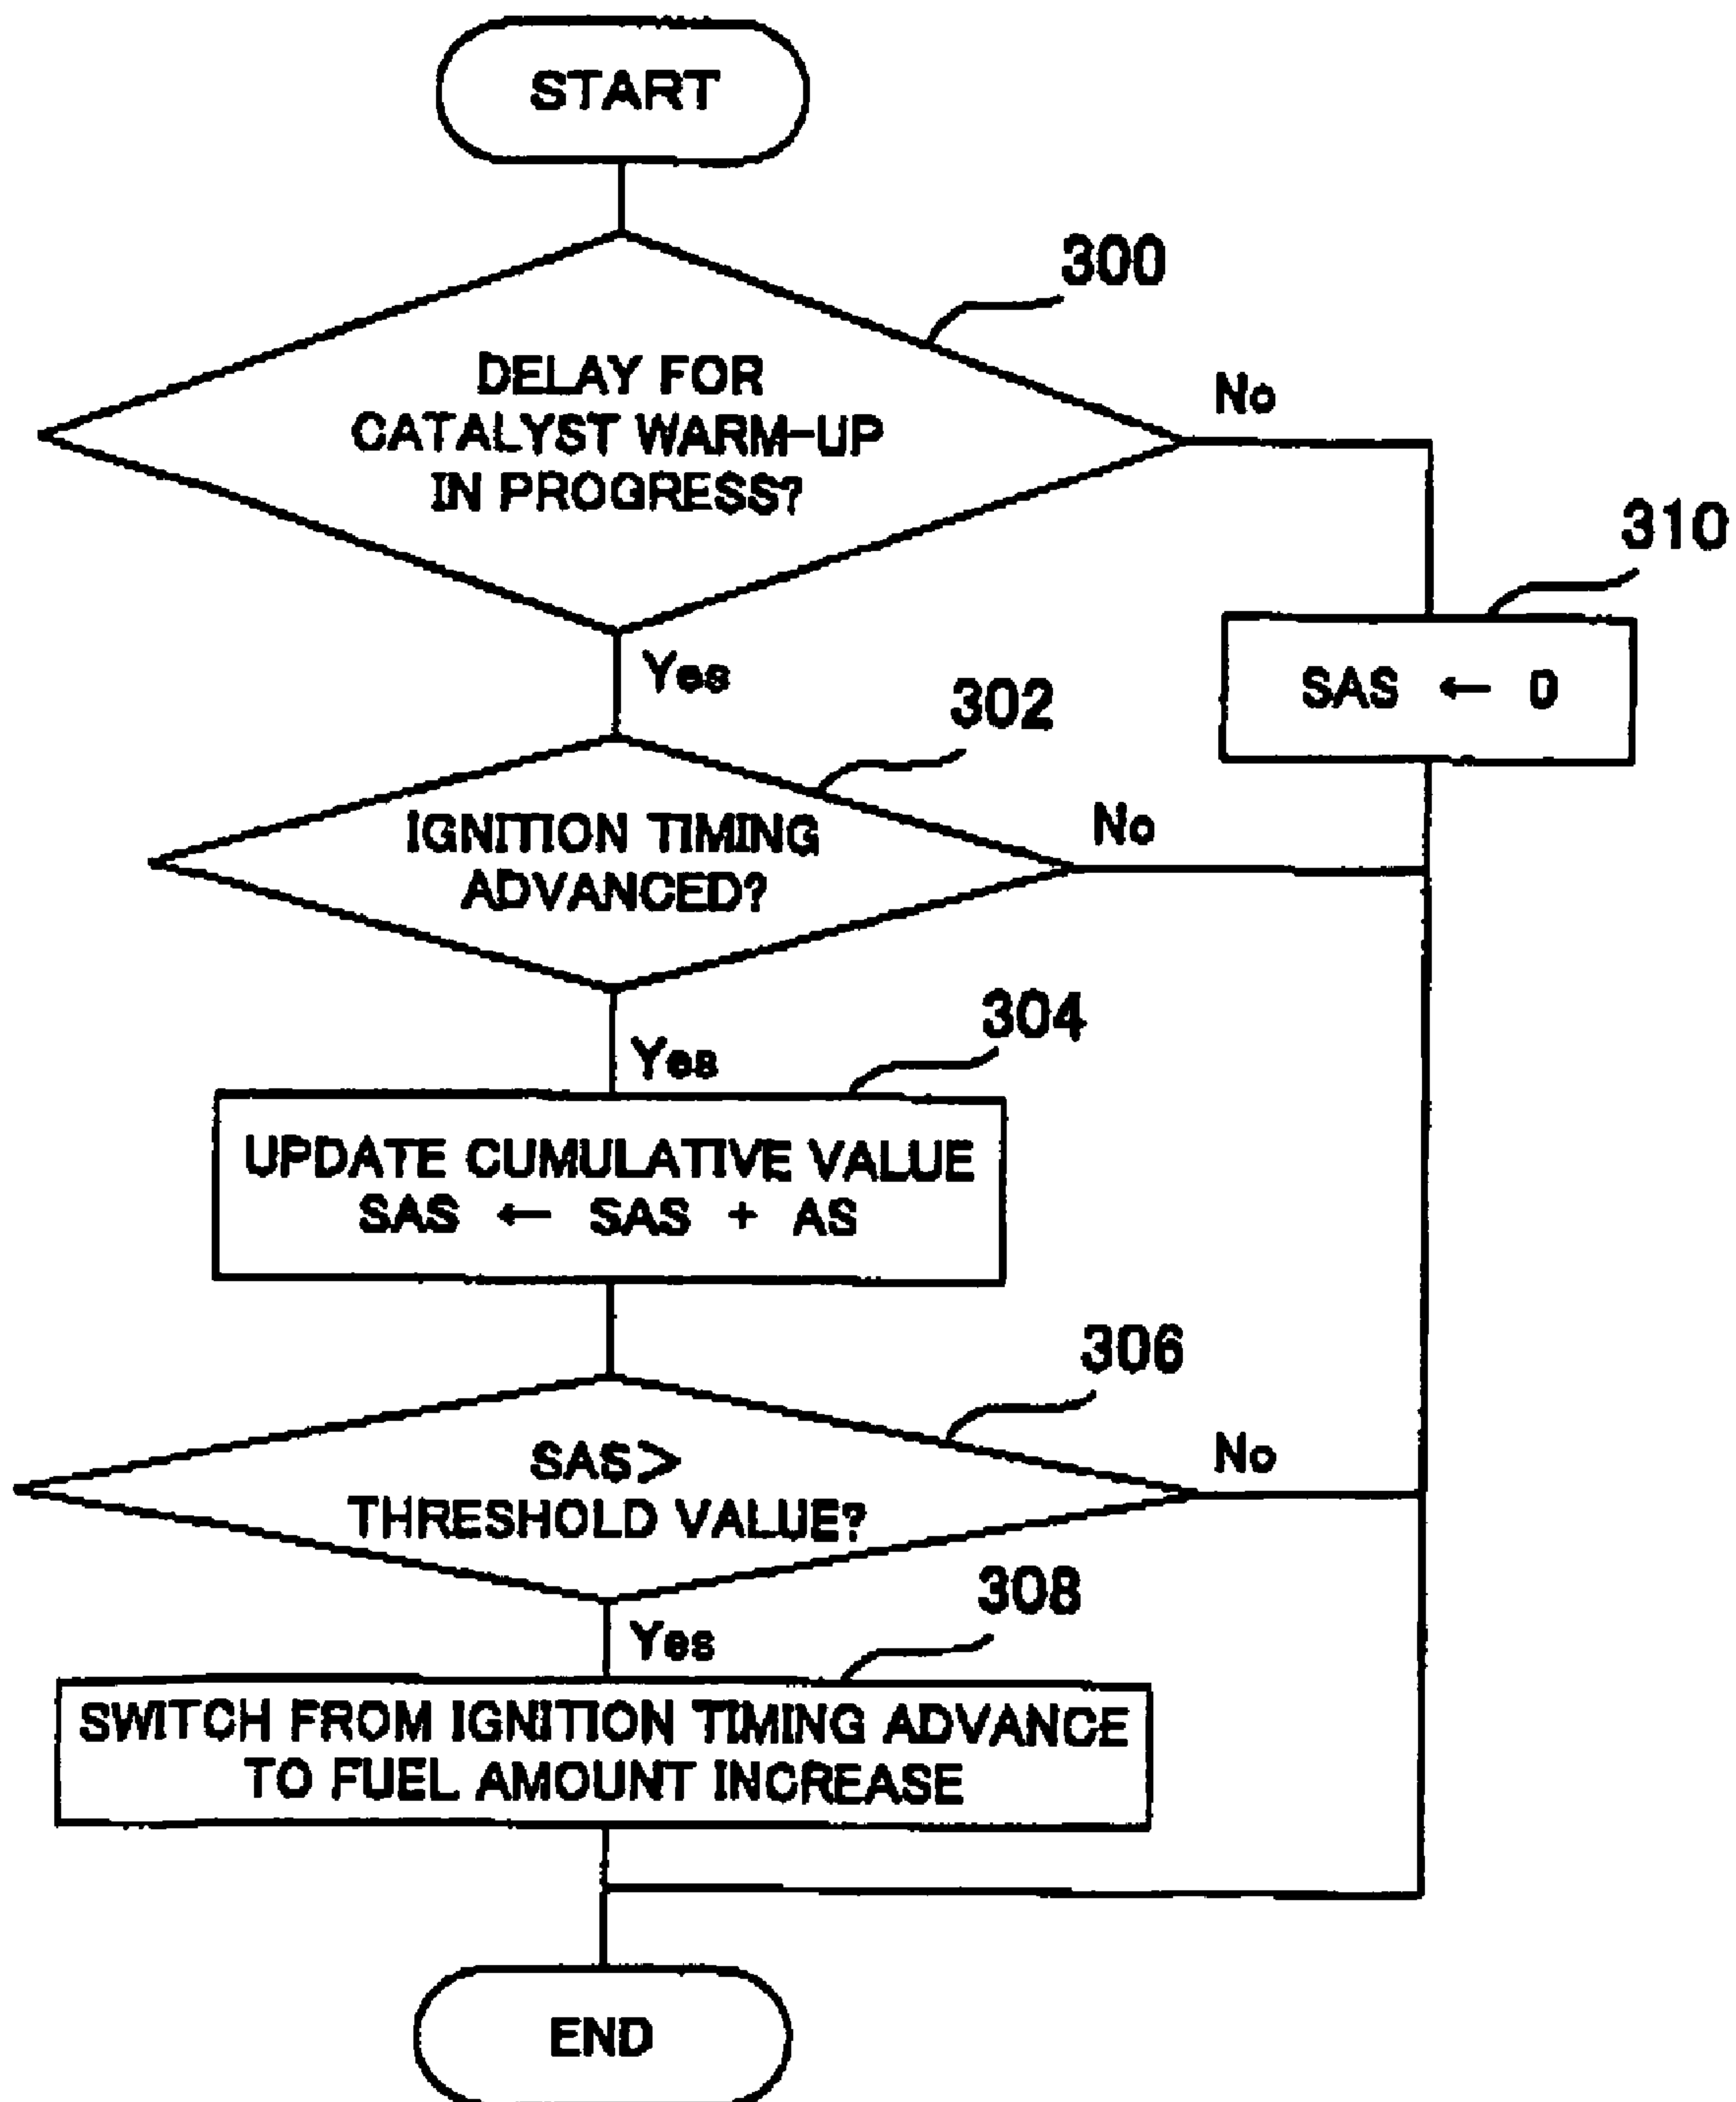 START
300
DELAY FOR
CATALYST WARM-UP
IN PROGRESS?
No
310
SAS ← 0
Yes
302
IGNITION TIMING
ADVANCED?
No
Yes
304
UPDATE CUMULATIVE VALUE
SAS ← SAS + AS
306
SAS>
THRESHOLD VALUE?
No
Yes
308
SWITCH FROM IGNITION TIMING ADVANCE
TO FUEL AMOUNT INCREASE
END